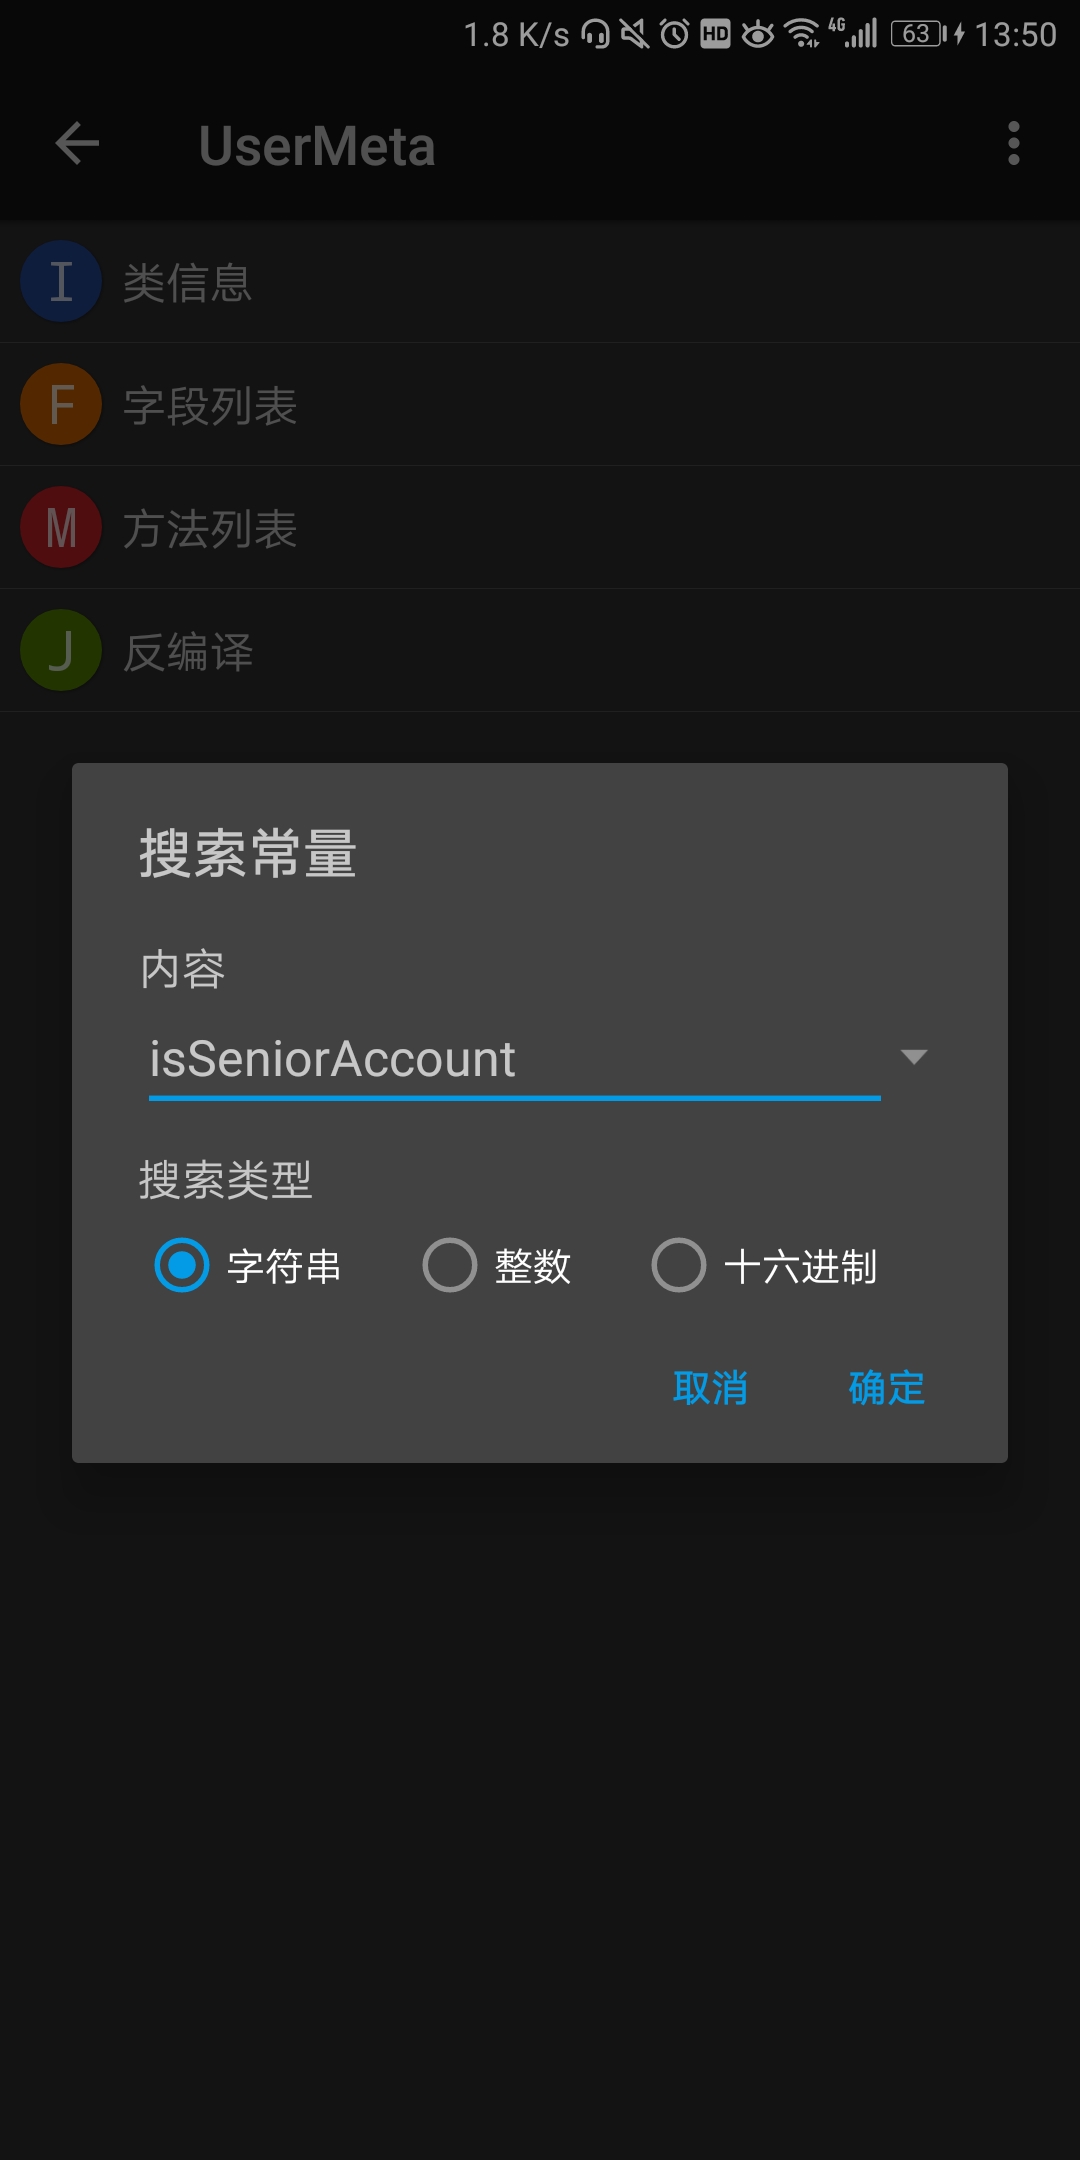 1.8 K/s HD 4G 63 13:50
UserMeta
I 类信息
F 字段列表
M 方法列表
J 反编译
搜索常量
内容
isSeniorAccount
搜索类型
字符串 整数 十六进制
取消 确定